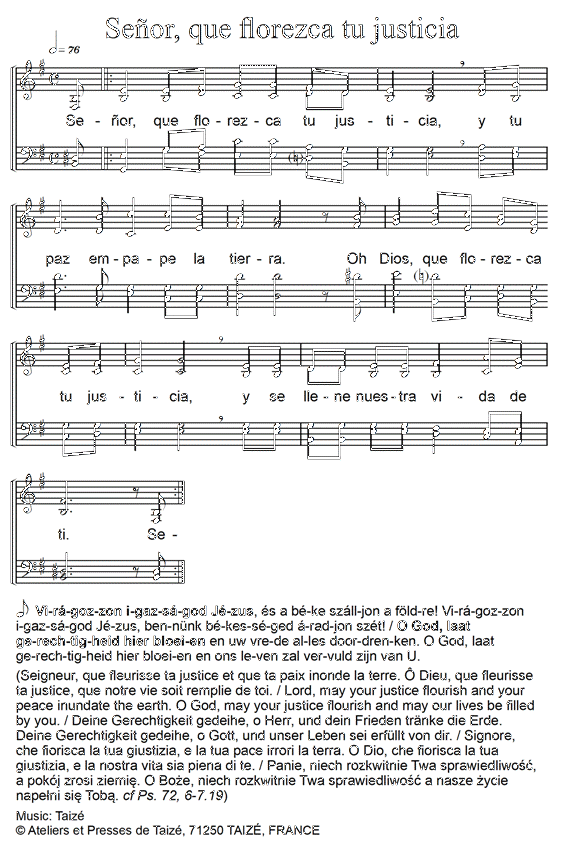 Señor, que florezca tu justicia
= 76
9
Se - ñor, que flo - rez - ca tu jus - ti - cia, y tu
paz em - pa - pe la tie - rra. Oh Dios, que flo - rez - ca
9
tu jus - ti - cia, y se lle - ne nues - tra vi - da de
ti. Se-
Vi-rá-goz-zon i-gaz-sá-god Jé-zus, és a bé-ke száll-jon a föld-re! Vi-rá-goz-zon
i-gaz-sá-god Jé-zus, ben-nünk bé-kes-sé-ged á-rad-jon szét! / O God, laat
ge-rech-tig-heid hier bloei-en en uw vre-de al-les door-dren-ken. O God, laat
ge-rech-tig-heid hier bloei-en en ons le-ven zal ver-vuld zijn van U.
(Seigneur, que fleurisse ta justice et que ta paix inonde la terre. Ô Dieu, que fleurisse
ta justice, que notre vie soit remplie de toi. / Lord, may your justice flourish and your
peace inundate the earth. O God, may your justice flourish and may our lives be filled
by you. / Deine Gerechtigkeit gedeihe, o Herr, und dein Frieden tränke die Erde.
Deine Gerechtigkeit gedeihe, o Gott, und unser Leben sei erfüllt von dir. / Signore,
che fiorisca la tua giustizia, e la tua pace irrori la terra. O Dio, che fiorisca la tua
giustizia, e la nostra vita sia piena di te. / Panie, niech rozkwitnie Twa sprawiedliwość,
a pokój zrosi ziemię. O Boże, niech rozkwitnie Twa sprawiedliwość a nasze życie
napełni się Tobą. cf Ps. 72, 6-7.19)
Music: Taizé
© Ateliers et Presses de Taizé, 71250 TAIZÉ, FRANCE